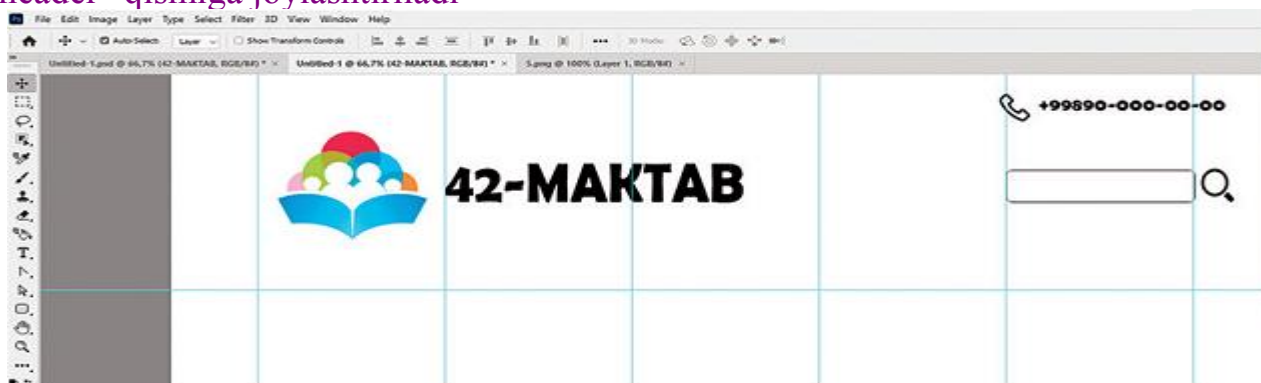 header" qismiga joylashtirnadi
File Edit Image Layer Type Select Filter 3D View Window Help
Auto-Select: Layer Show Transform Controls ••• 3D Mode:
Untitled-1.psd @ 66,7% (42-MAKTAB, RGB/8#) * × Untitled-1 @ 66,7% (42-MAKTAB, RGB/8#) * × 5.png @ 100% (Layer 1, RGB/8#) ×
+99890-000-00-00
42-MAKTAB